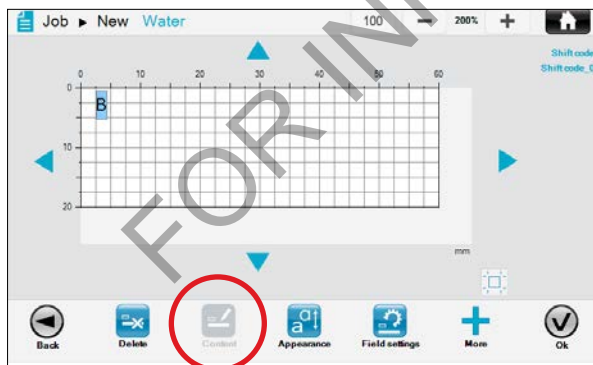 Job ► New Water
100 200%
Shift code
Shift code_0
0 10 20 30 40 50 60
0
B
10
20
mm
FOR IN
Back Delete Content Appearance Field settings More Ok